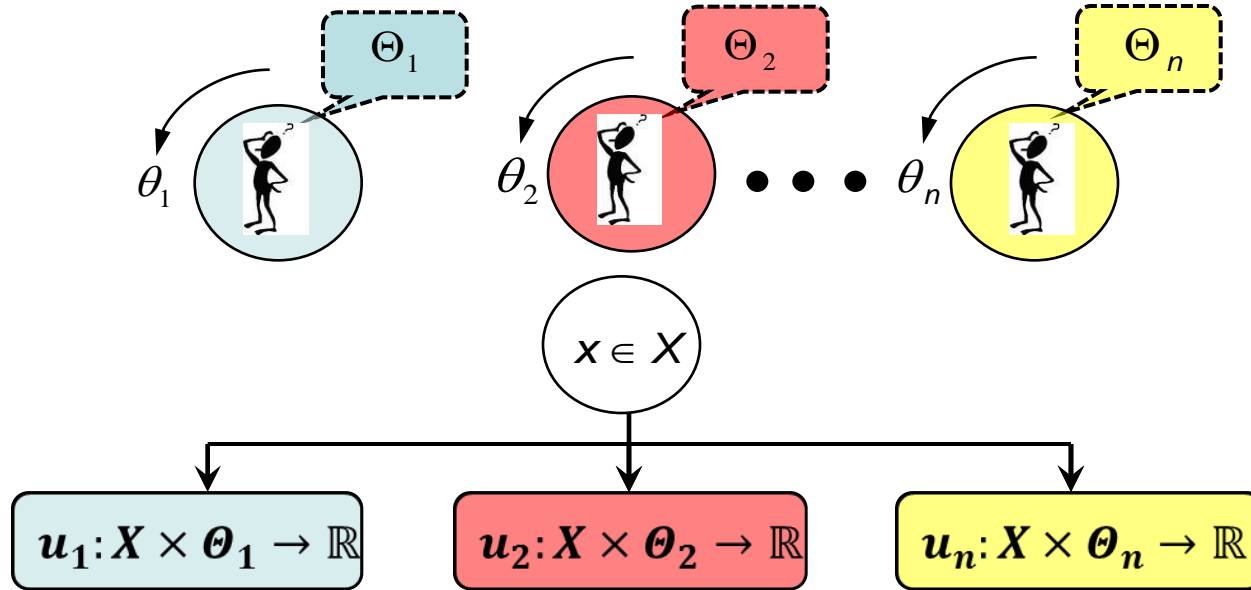 Θ₁
Θ₂
Θₙ
?
?
?
θ₁
θ₂
θₙ
x ∈ X
u₁: X × Θ₁ → ℝ
u₂: X × Θ₂ → ℝ
uₙ: X × Θₙ → ℝ